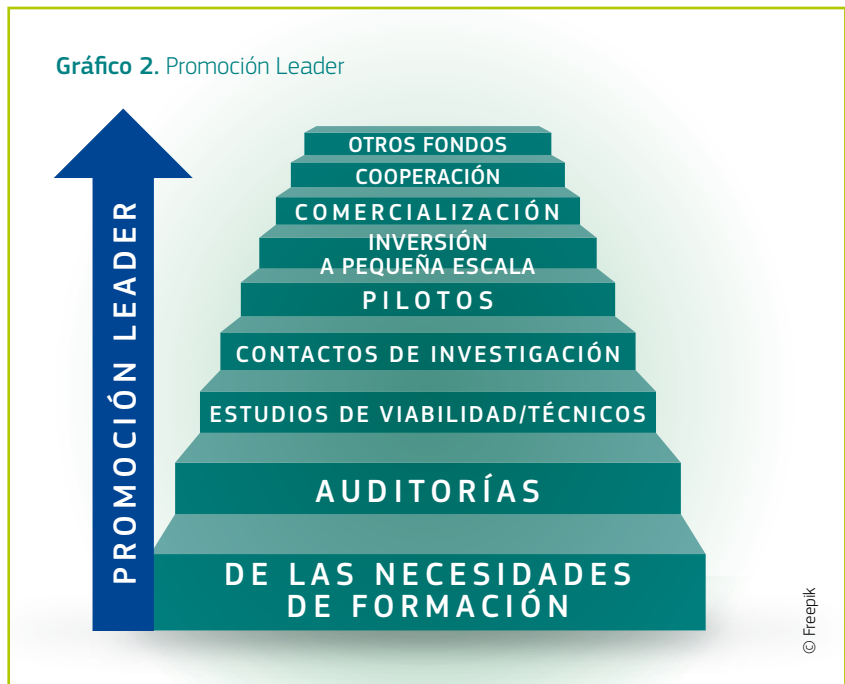 Gráfico 2. Promoción Leader
PROMOCIÓN LEADER
OTROS FONDOS
COOPERACIÓN
COMERCIALIZACIÓN
INVERSIÓN
A PEQUEÑA ESCALA
PILOTOS
CONTACTOS DE INVESTIGACIÓN
ESTUDIOS DE VIABILIDAD/TÉCNICOS
AUDITORÍAS
DE LAS NECESIDADES
DE FORMACIÓN
© Freepik